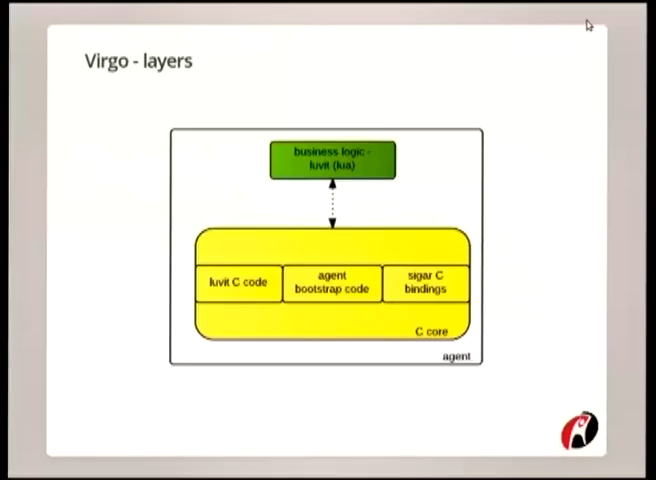 Virgo - layers
business logic -
luvit (lua)
luvit C code
agent
bootstrap code
sigar C
bindings
C core
agent